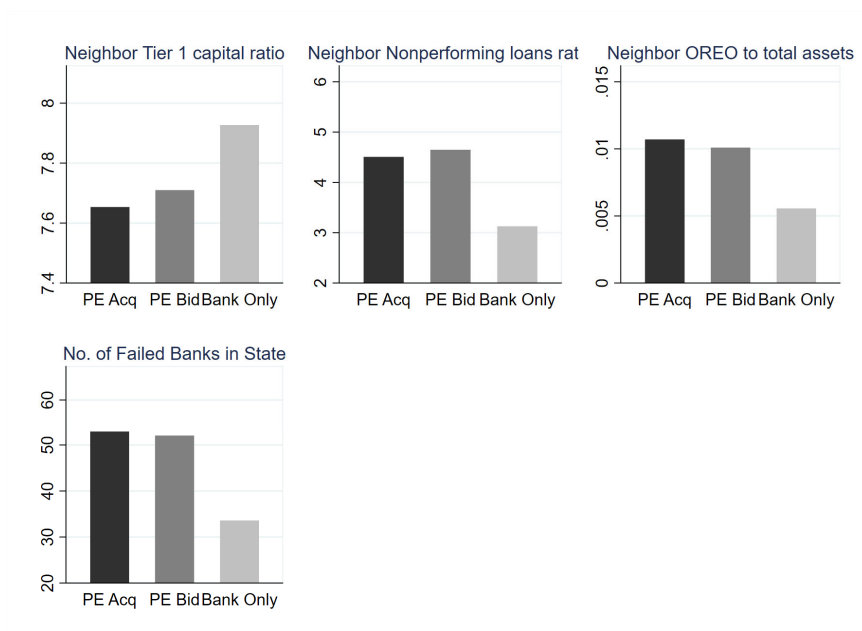 Neighbor Tier 1 capital ratio
8
7.8
7.6
7.4
PE Acq PE Bid Bank Only
Neighbor Nonperforming loans rat
6
5
4
3
2
PE Acq PE Bid Bank Only
Neighbor OREO to total assets
.015
.01
.005
0
PE Acq PE Bid Bank Only
No. of Failed Banks in State
60
50
40
30
20
PE Acq PE Bid Bank Only